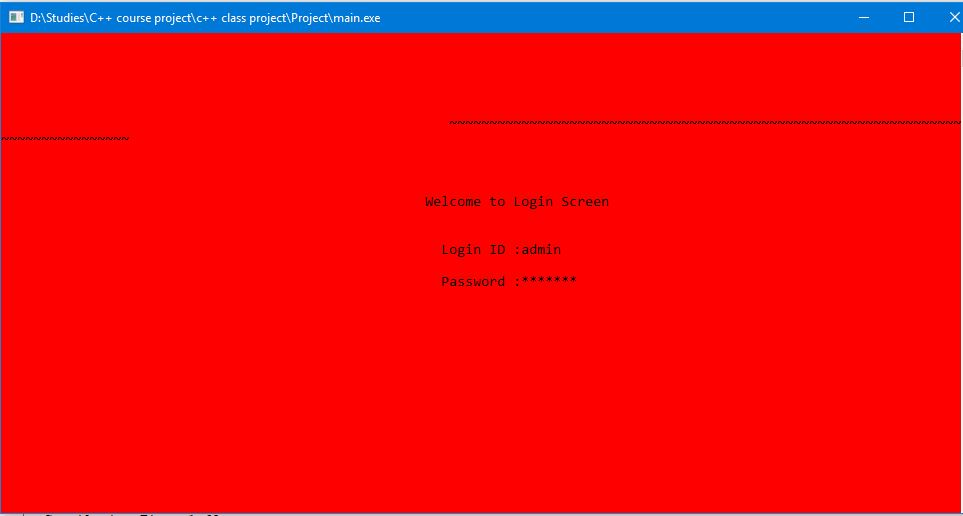 D:\Studies\C++ course project\c++ class project\Project\main.exe
~~~~~~~~~~~~~~~~~~~~~~~~~~~~~~~~~~~~~~~~~~~~~~~~~~~~~~~~~~~~~~~~
~~~~~~~~~~~~~~~~
Welcome to Login Screen
Login ID :admin
Password :*******